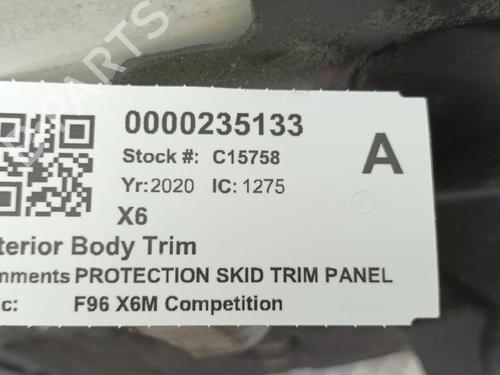 0000235133
Stock #: C15758
A
Yr: 2020 IC: 1275
X6
terior Body Trim
mments PROTECTION SKID TRIM PANEL
sc: F96 X6M Competition